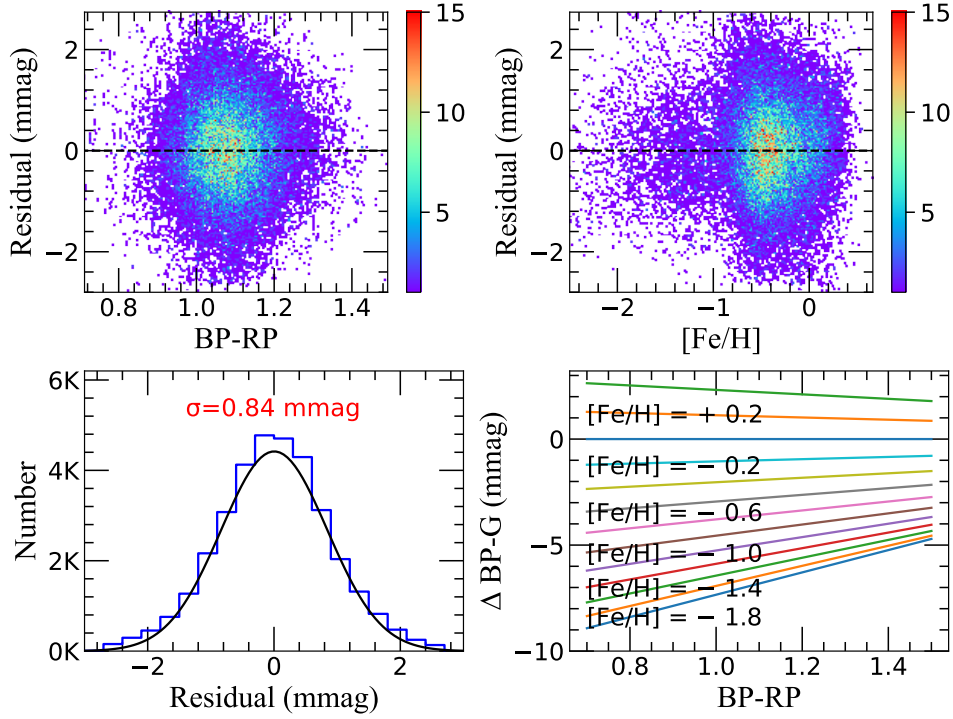 2
0
−2
Residual (mmag)
0.8 1.0 1.2 1.4
BP-RP
15
10
5
2
0
−2
Residual (mmag)
−2 −1 0
[Fe/H]
15
10
5
6K
4K
2K
0K
Number
σ=0.84 mmag
−2 0 2
Residual (mmag)
0
−5
−10
Δ BP-G (mmag)
[Fe/H] = + 0.2
[Fe/H] = − 0.2
[Fe/H] = − 0.6
[Fe/H] = − 1.0
[Fe/H] = − 1.4
[Fe/H] = − 1.8
0.8 1.0 1.2 1.4
BP-RP